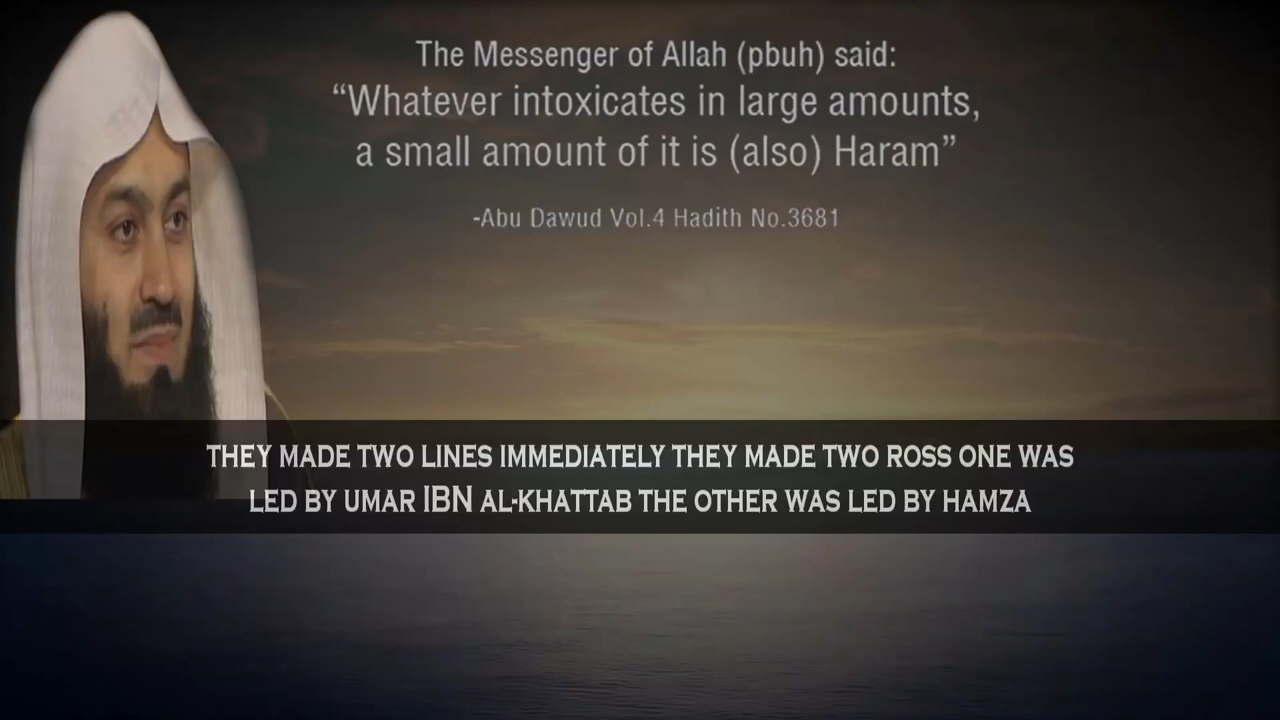 The Messenger of Allah (pbuh) said:
“Whatever intoxicates in large amounts,
a small amount of it is (also) Haram”
-Abu Dawud Vol.4 Hadith No.3681
THEY MADE TWO LINES IMMEDIATELY THEY MADE TWO ROSS ONE WAS
LED BY UMAR IBN AL-KHATTAB THE OTHER WAS LED BY HAMZA